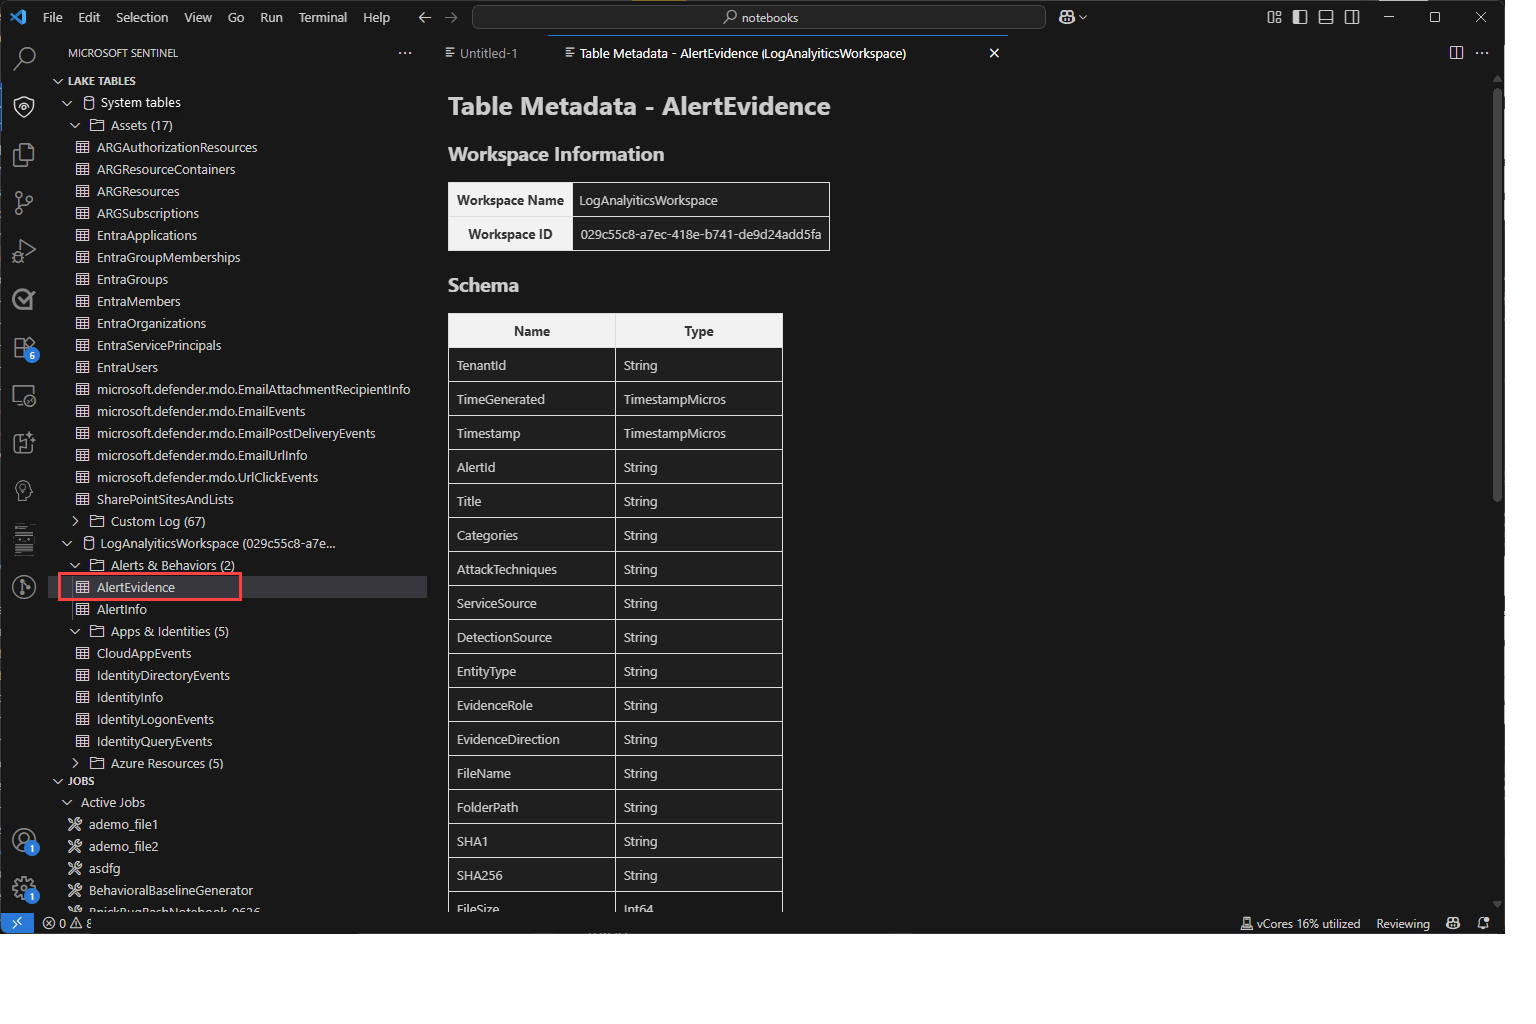 File Edit Selection View Go Run Terminal Help
notebooks
MICROSOFT SENTINEL
LAKE TABLES
System tables
Assets (17)
ARGAuthorizationResources
ARGResourceContainers
ARGResources
ARGSubscriptions
EntraApplications
EntraGroupMemberships
EntraGroups
EntraMembers
EntraOrganizations
EntraServicePrincipals
EntraUsers
microsoft.defender.mdo.EmailAttachmentRecipientInfo
microsoft.defender.mdo.EmailEvents
microsoft.defender.mdo.EmailPostDeliveryEvents
microsoft.defender.mdo.EmailUrlInfo
microsoft.defender.mdo.UrlClickEvents
SharePointSitesAndLists
Custom Log (67)
LogAnalyiticsWorkspace (029c55c8-a7e...
Alerts & Behaviors (2)
AlertEvidence
AlertInfo
Apps & Identities (5)
CloudAppEvents
IdentityDirectoryEvents
IdentityInfo
IdentityLogonEvents
IdentityQueryEvents
Azure Resources (5)
JOBS
Active Jobs
ademo_file1
ademo_file2
asdfg
BehavioralBaselineGenerator
BrickBugBashNotebook_0626
6
1
1
Untitled-1
Table Metadata - AlertEvidence (LogAnalyiticsWorkspace)
Table Metadata - AlertEvidence
Workspace Information
Workspace Name LogAnalyiticsWorkspace
Workspace ID 029c55c8-a7ec-418e-b741-de9d24add5fa
Schema
Name Type
TenantId String
TimeGenerated TimestampMicros
Timestamp TimestampMicros
AlertId String
Title String
Categories String
AttackTechniques String
ServiceSource String
DetectionSource String
EntityType String
EvidenceRole String
EvidenceDirection String
FileName String
FolderPath String
SHA1 String
SHA256 String
FileSize Int64
0 8
vCores 16% utilized Reviewing